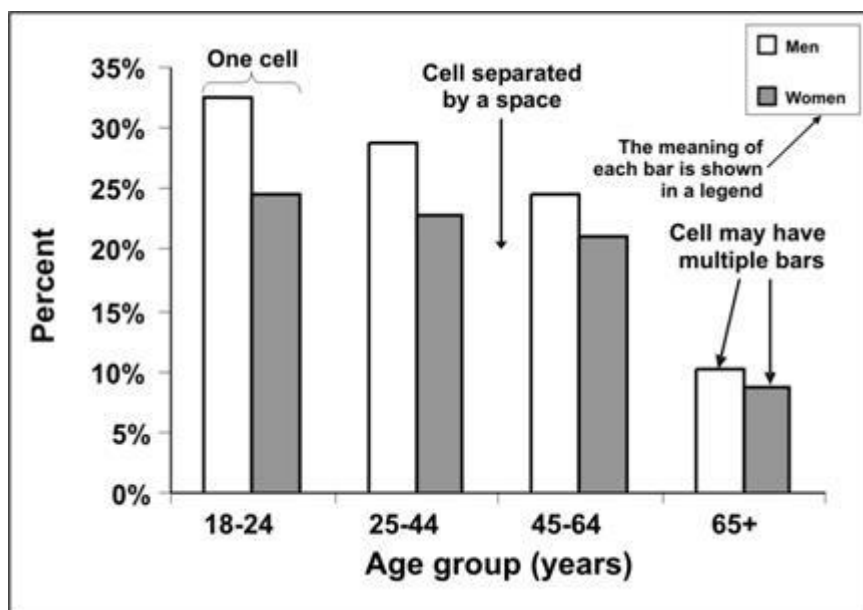 One cell
Men
Women
Cell separated
by a space
The meaning of
each bar is shown
in a legend
Cell may have
multiple bars
Percent
35%
30%
25%
20%
15%
10%
5%
0%
18-24
25-44
45-64
65+
Age group (years)